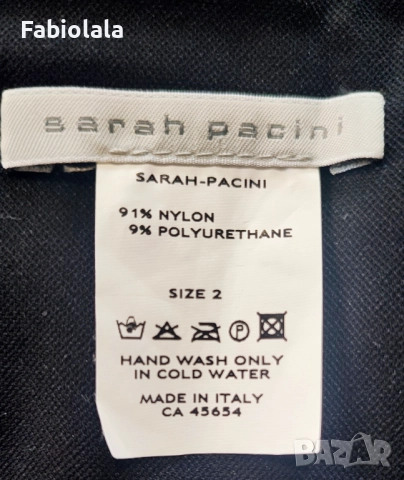 Fabiolala
sarah pacini
SARAH-PACINI
91% NYLON
9% POLYURETHANE
SIZE 2
P
HAND WASH ONLY
IN COLD WATER
MADE IN ITALY
CA 45654
BAZAR